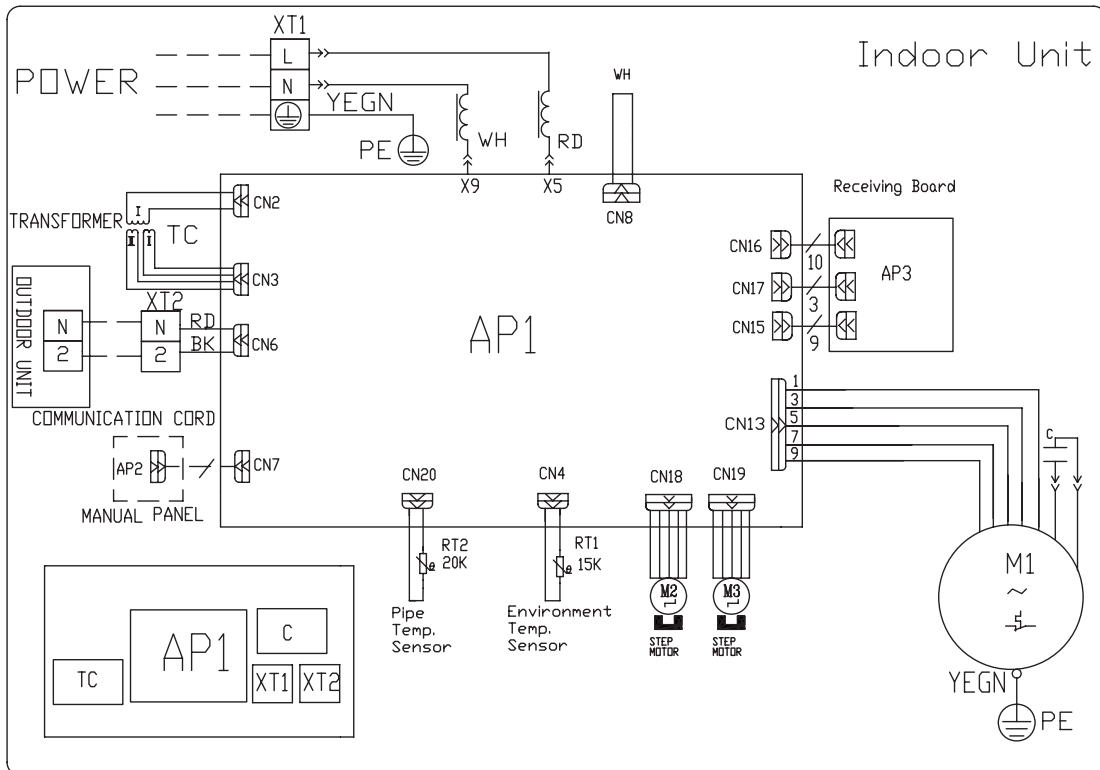 Indoor Unit
XT1
L
N
POWER
YEGN
PE
WH
RD
WH
X9
X5
CN8
Receiving Board
AP3
CN16
10
CN17
3
CN15
9
CN2
TRANSFORMER
I
II
I
TC
CN3
OUTDOOR UNIT
N
2
XT2
N
2
RD
BK
CN6
COMMUNICATION CORD
AP1
AP2
CN7
MANUAL PANEL
CN13
1
3
5
7
9
C
CN20
RT2
20K
Pipe
Temp.
Sensor
CN4
RT1
15K
Environment
Temp.
Sensor
CN18
M2
STEP
MOTOR
CN19
M3
STEP
MOTOR
M1
~
YEGN
PE
TC
AP1
C
XT1
XT2